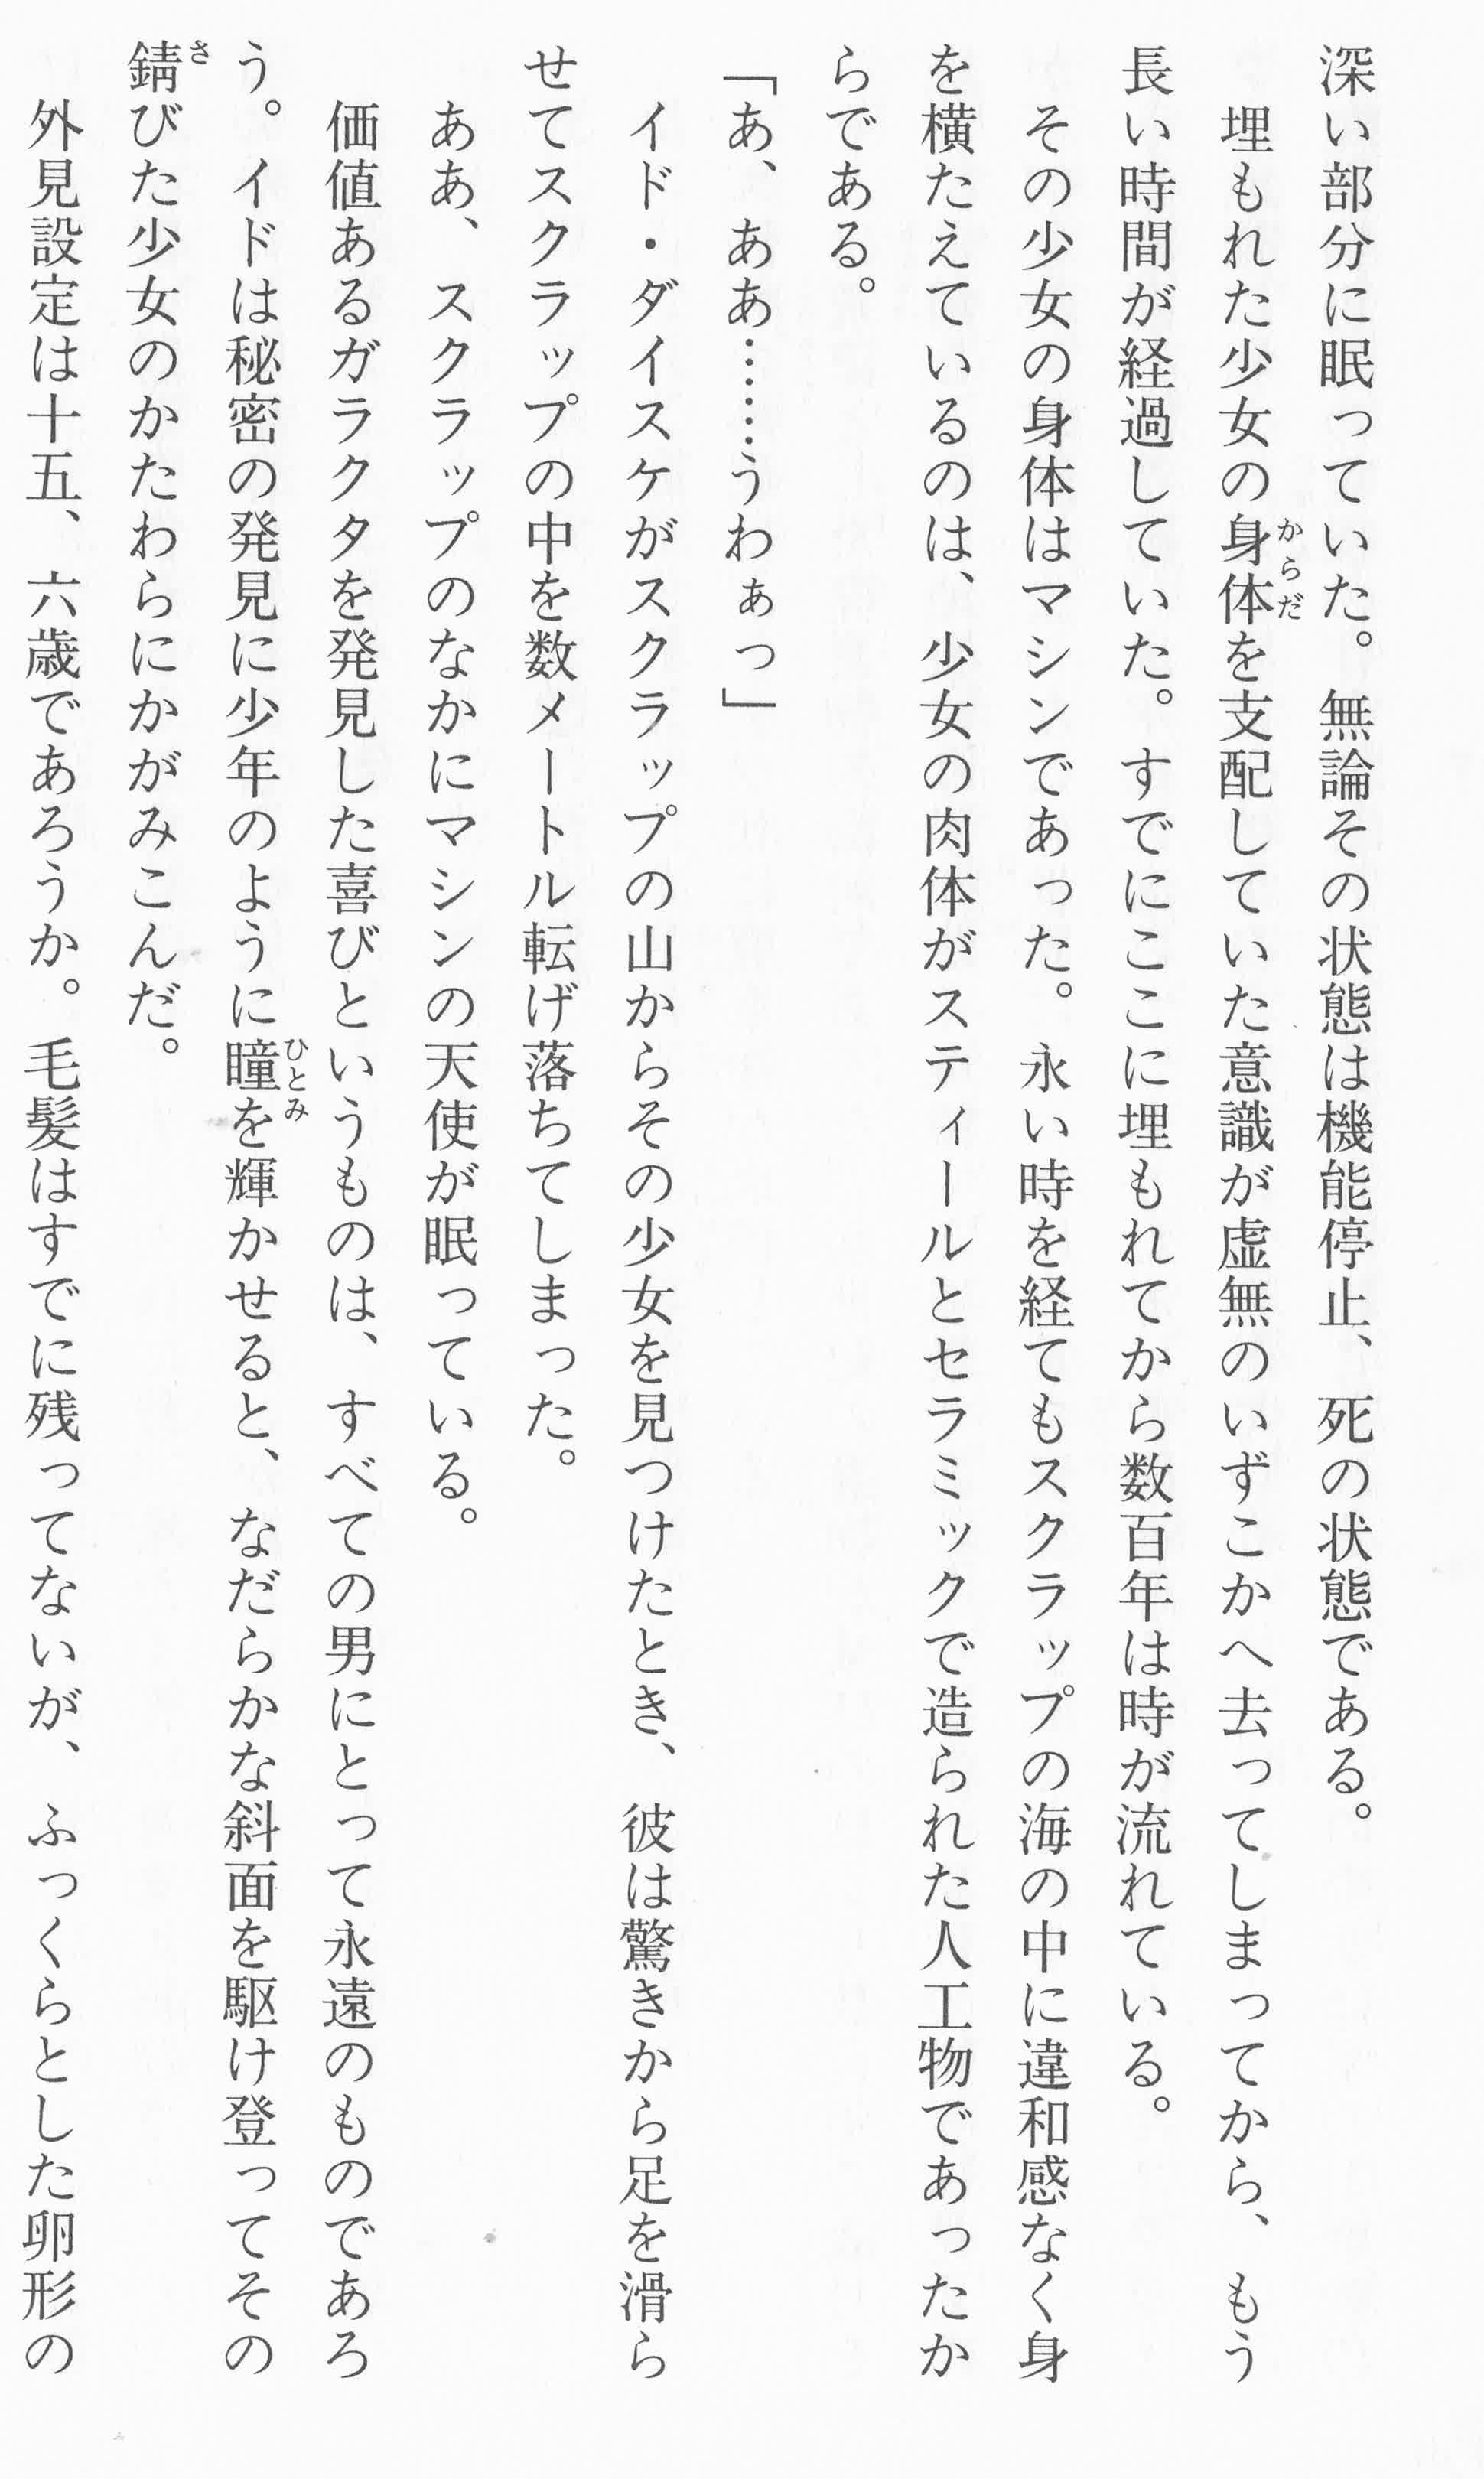 深い部分に眠っていた。無論その状態は機能停止、死の状態である。
　埋もれた少女の身体からだを支配していた意識が虚無のいずこかへ去ってしまってから、もう
長い時間が経過していた。すでにここに埋もれてから数百年は時が流れている。
　その少女の身体はマシンであった。永い時を経てもスクラップの海の中に違和感なく身
を横たえているのは、少女の肉体がスティールとセラミックで造られた人工物であったか
らである。
「あ、ああ……うわぁっ」
　イド・ダイスケがスクラップの山からその少女を見つけたとき、彼は驚きから足を滑ら
せてスクラップの中を数メートル転げ落ちてしまった。
　ああ、スクラップのなかにマシンの天使が眠っている。
　価値あるガラクタを発見した喜びというものは、すべての男にとって永遠のものであろ
う。イドは秘密の発見に少年のように瞳ひとみを輝かせると、なだらかな斜面を駆け登ってその
錆さびた少女のかたわらにかがみこんだ。
　外見設定は十五、六歳であろうか。毛髪はすでに残ってないが、ふっくらとした卵形の